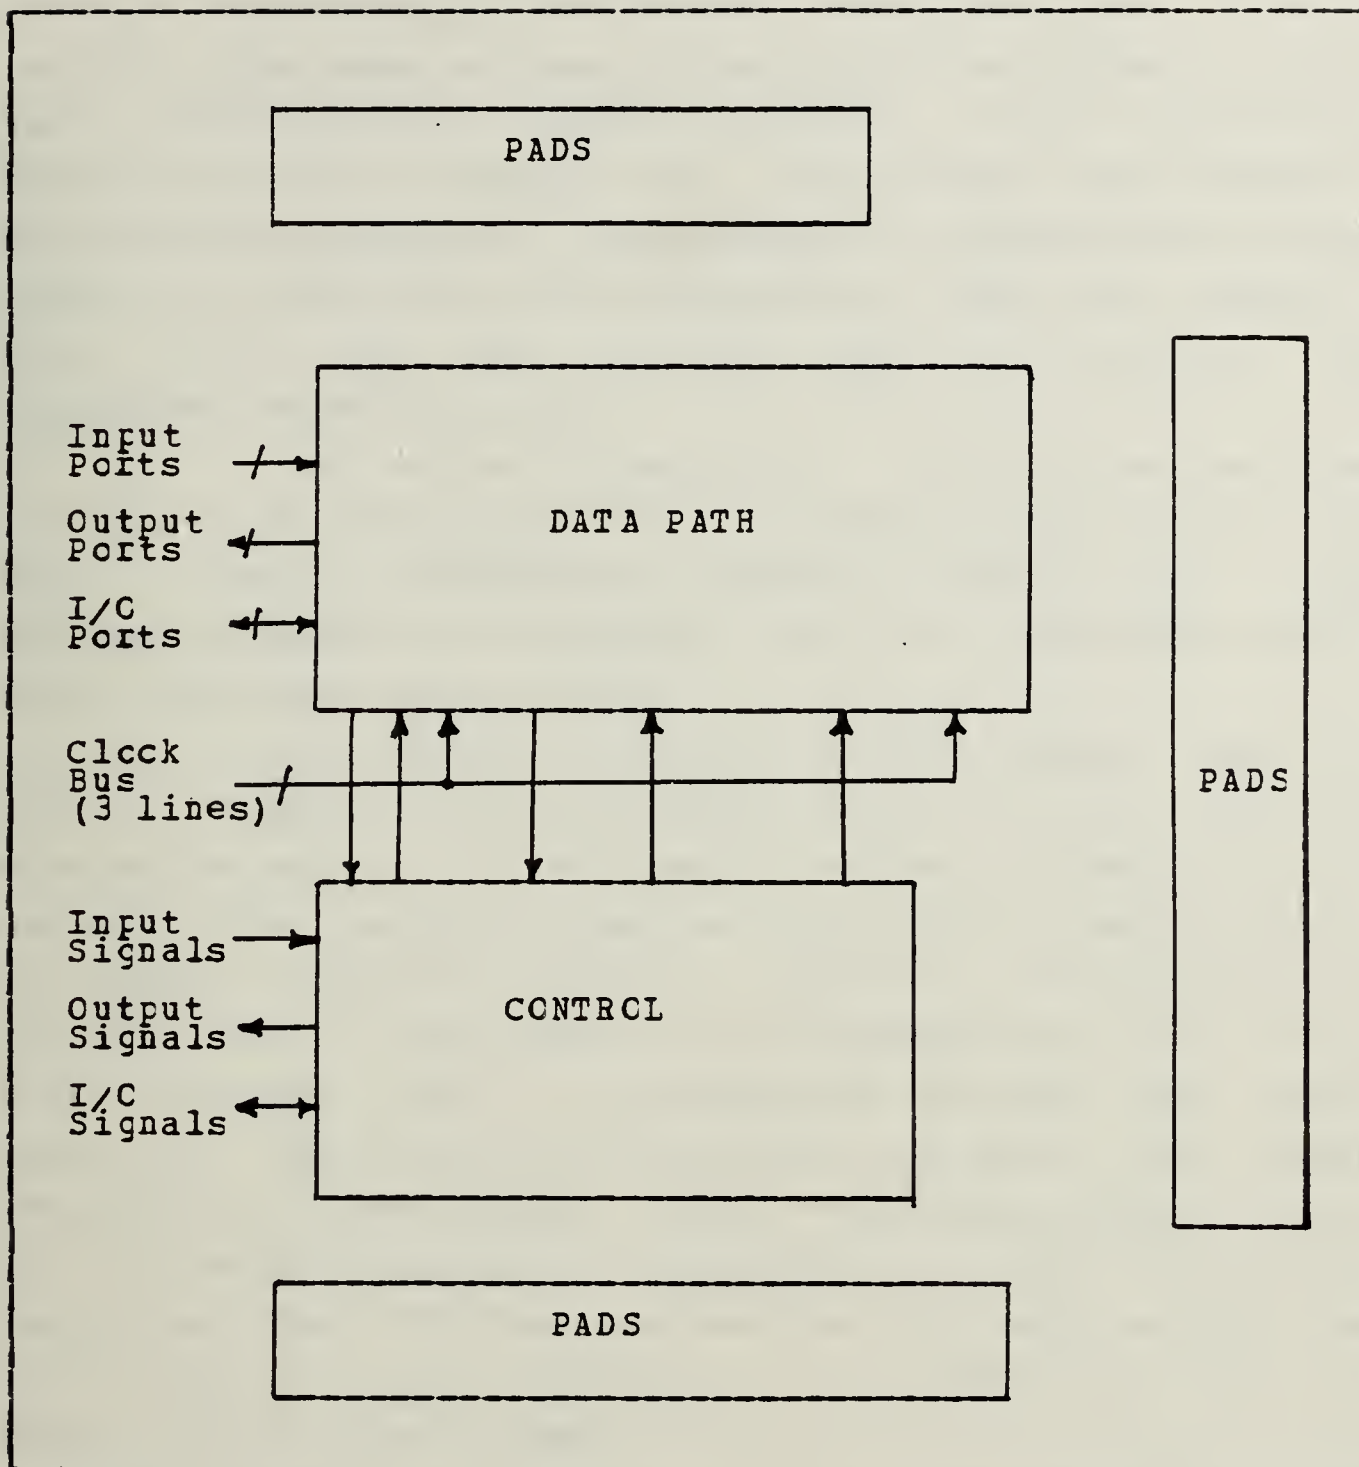 PADS
Input
Ports
Output
Ports
DATA PATH
I/O
Ports
Clock
Bus
(3 lines)
PADS
Input
Signals
Output
Signals
CONTROL
I/O
Signals
PADS